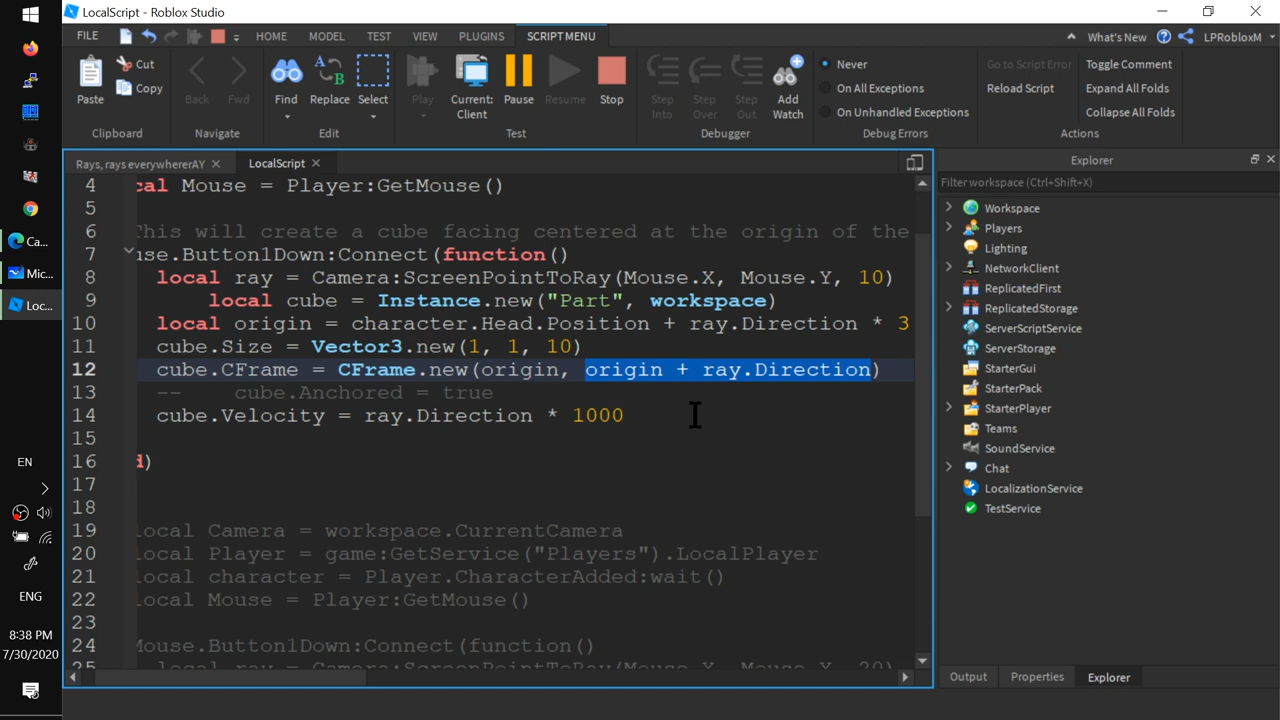 LocalScript - Roblox Studio
FILE
HOME
MODEL
TEST
VIEW
PLUGINS
SCRIPT MENU
What's New
LPRobloxM
Paste
Cut
Copy
Clipboard
Back
Fwd
Navigate
Find
Replace
Select
Edit
Play
Current:
Client
Pause
Resume
Stop
Test
Step
Into
Step
Over
Step
Out
Add
Watch
Debugger
Never
On All Exceptions
On Unhandled Exceptions
Debug Errors
Go to Script Error
Reload Script
Toggle Comment
Expand All Folds
Collapse All Folds
Actions
Rays, rays everywhererAY
LocalScript
4 cal Mouse = Player:GetMouse()
5
6 This will create a cube facing centered at the origin of the
7 use.Button1Down:Connect(function()
8 local ray = Camera:ScreenPointToRay(Mouse.X, Mouse.Y, 10)
9 local cube = Instance.new("Part", workspace)
10 local origin = character.Head.Position + ray.Direction * 3
11 cube.Size = Vector3.new(1, 1, 10)
12 cube.CFrame = CFrame.new(origin, origin + ray.Direction)
13 -- cube.Anchored = true
14 cube.Velocity = ray.Direction * 1000
15
16 d)
17
18
19 local Camera = workspace.CurrentCamera
20 local Player = game:GetService("Players").LocalPlayer
21 local character = Player.CharacterAdded:wait()
22 local Mouse = Player:GetMouse()
23
24 Mouse.Button1Down:Connect(function()
25 local ray = Camera:ScreenPointToRay(Mouse.X, Mouse.Y, 20)
Explorer
Filter workspace (Ctrl+Shift+X)
Workspace
Players
Lighting
NetworkClient
ReplicatedFirst
ReplicatedStorage
ServerScriptService
ServerStorage
StarterGui
StarterPack
StarterPlayer
Teams
SoundService
Chat
LocalizationService
TestService
Output
Properties
Explorer
Ca...
Mic...
Loc...
EN
ENG
8:38 PM
7/30/2020